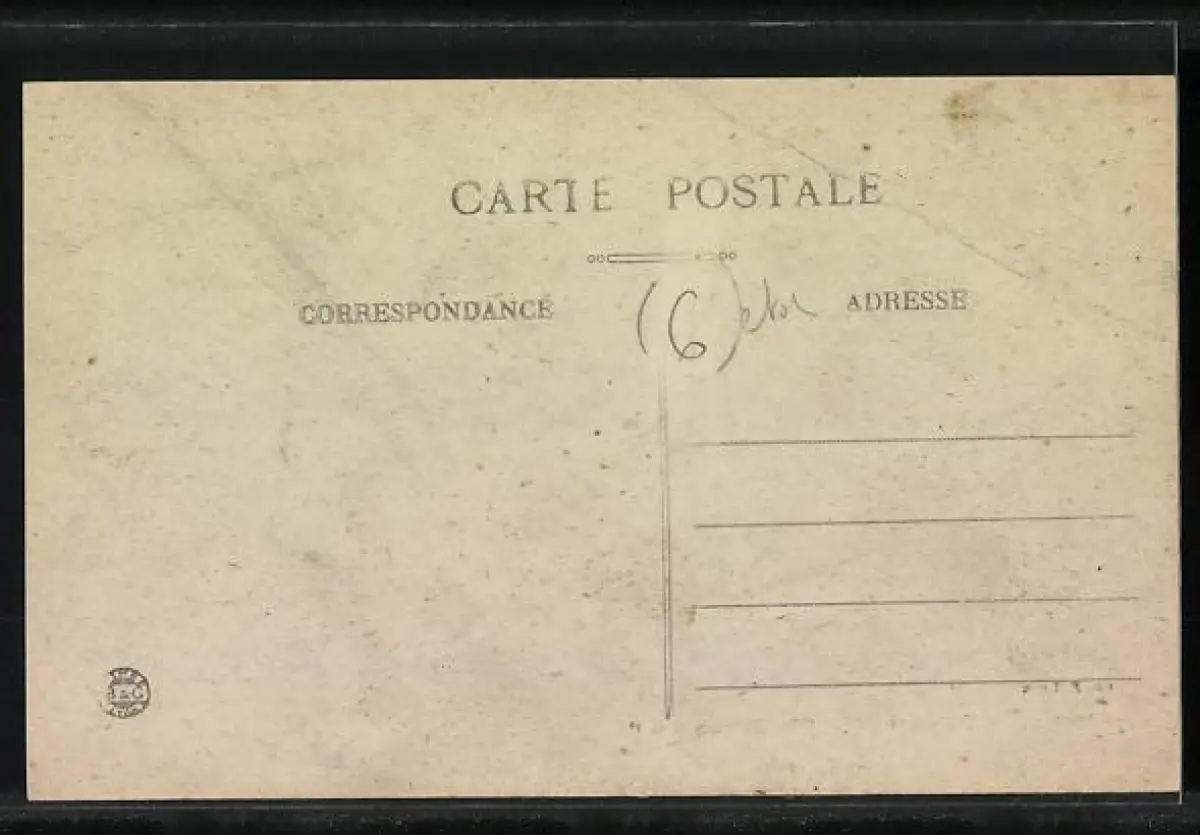 CARTE POSTALE
CORRESPONDANCE
(6)
ADRESSE